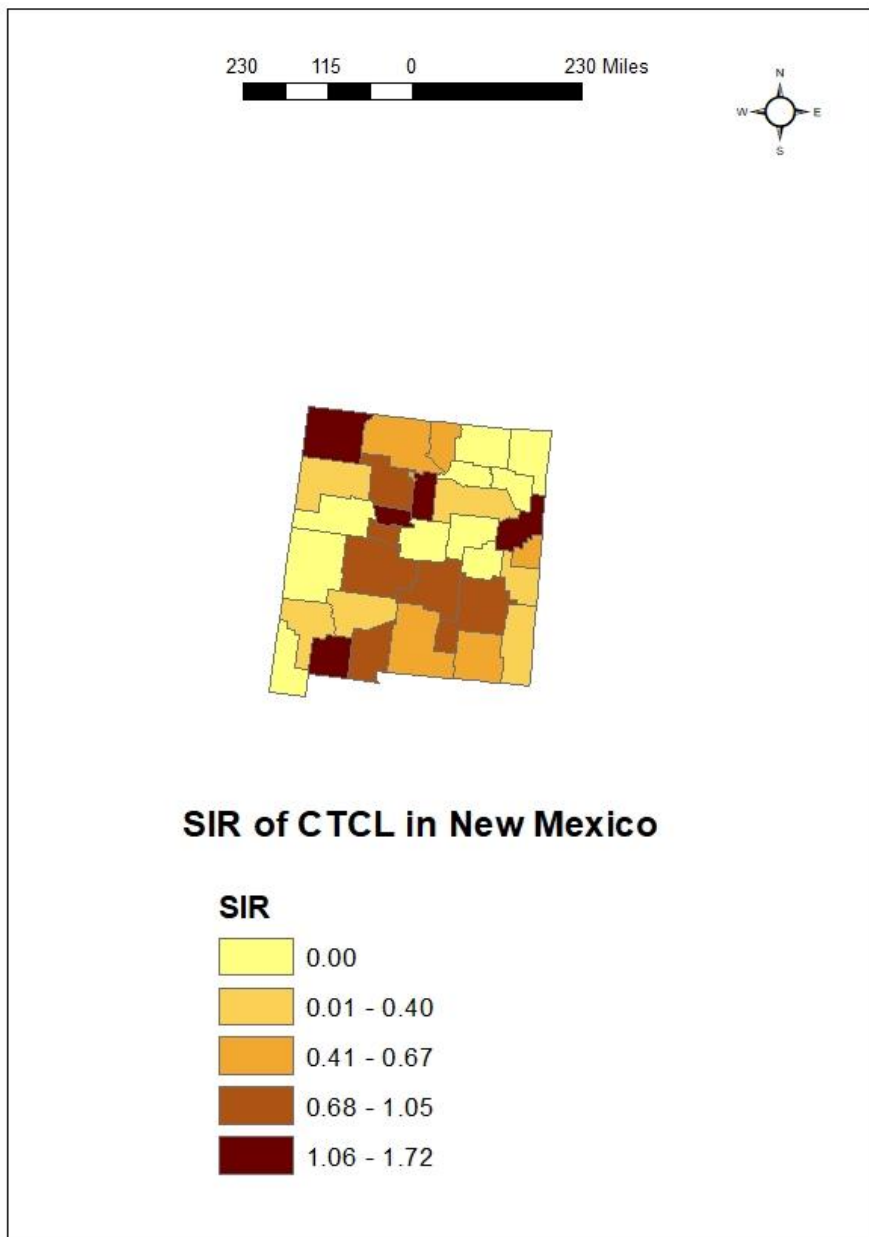 230 115 0 230 Miles
N
W E
S
SIR of CTCL in New Mexico
SIR
0.00
0.01 - 0.40
0.41 - 0.67
0.68 - 1.05
1.06 - 1.72